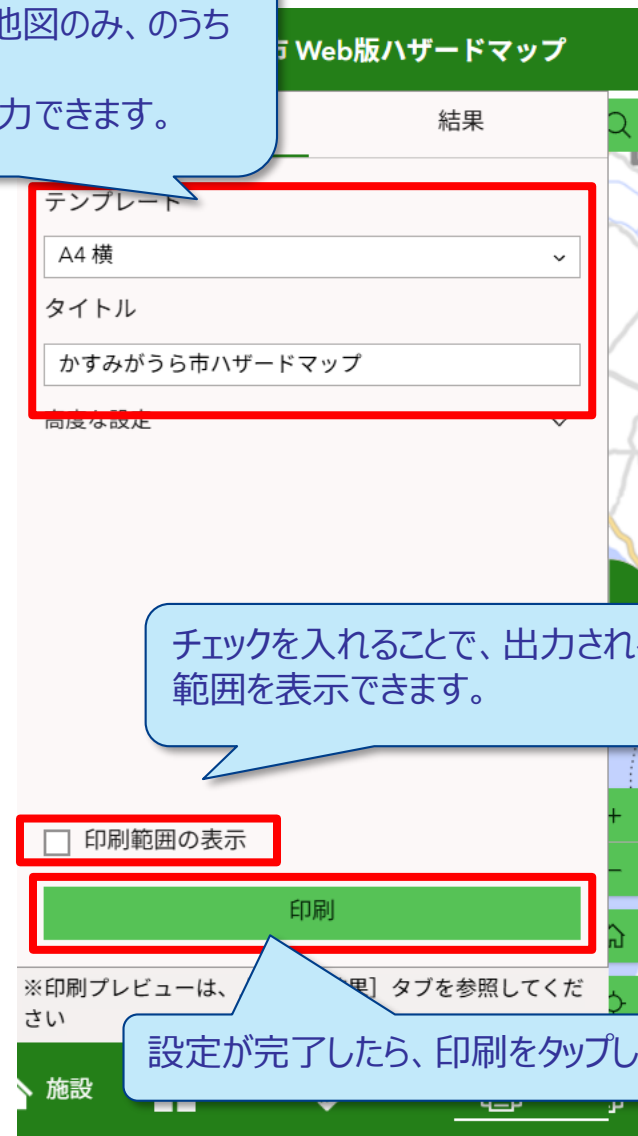 地図のみ、のうち
力できます。
市 Web版ハザードマップ
結果
テンプレート
A4 横
タイトル
かすみがうら市ハザードマップ
高度な設定
チェックを入れることで、出力され
範囲を表示できます。
印刷範囲の表示
印刷
※印刷プレビューは、 果］タブを参照してくだ
さい
設定が完了したら、印刷をタップし
施設